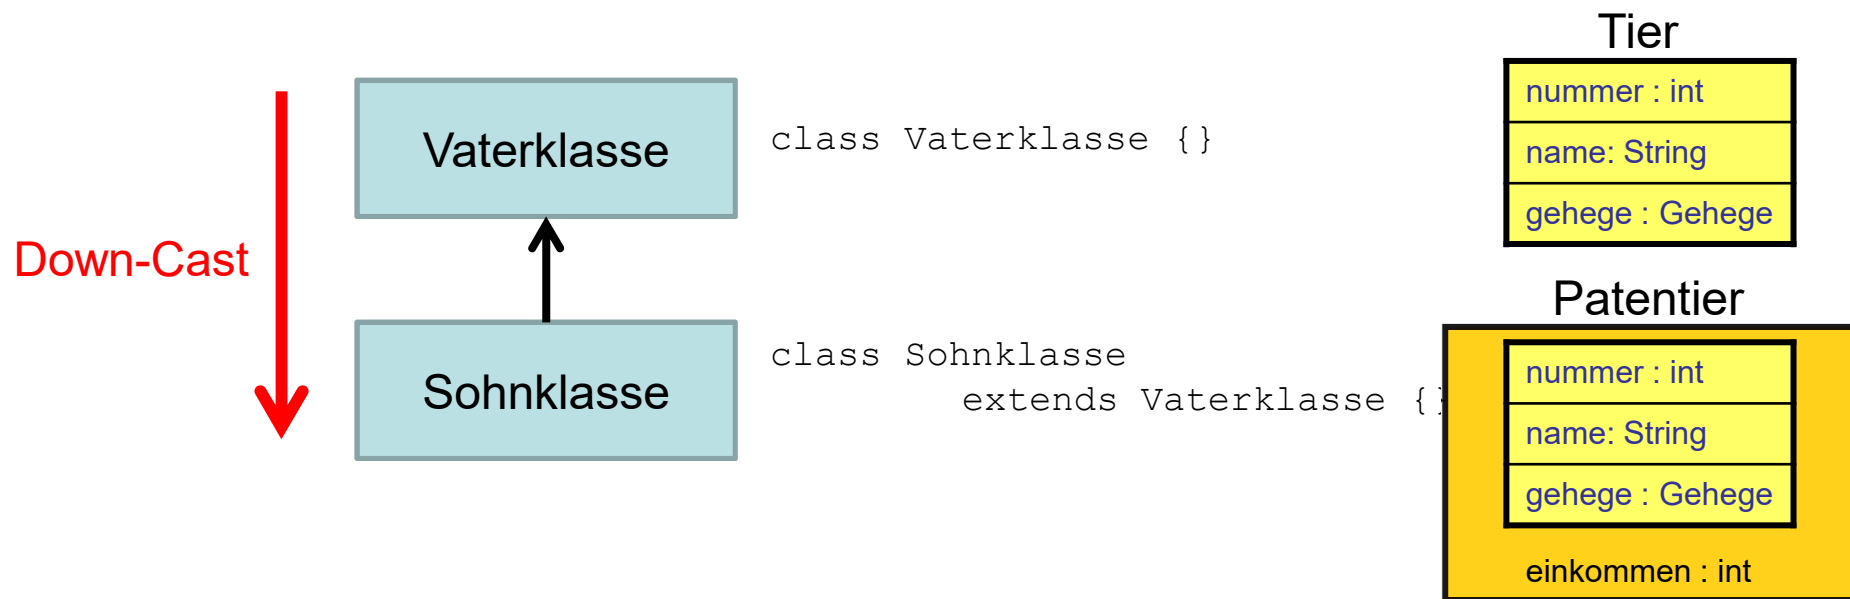 Down-Cast
Vaterklasse
class Vaterklasse {}
Sohnklasse
class Sohnklasse
extends Vaterklasse {}
Tier
nummer : int
name: String
gehege : Gehege
Patentier
nummer : int
name: String
gehege : Gehege
einkommen : int